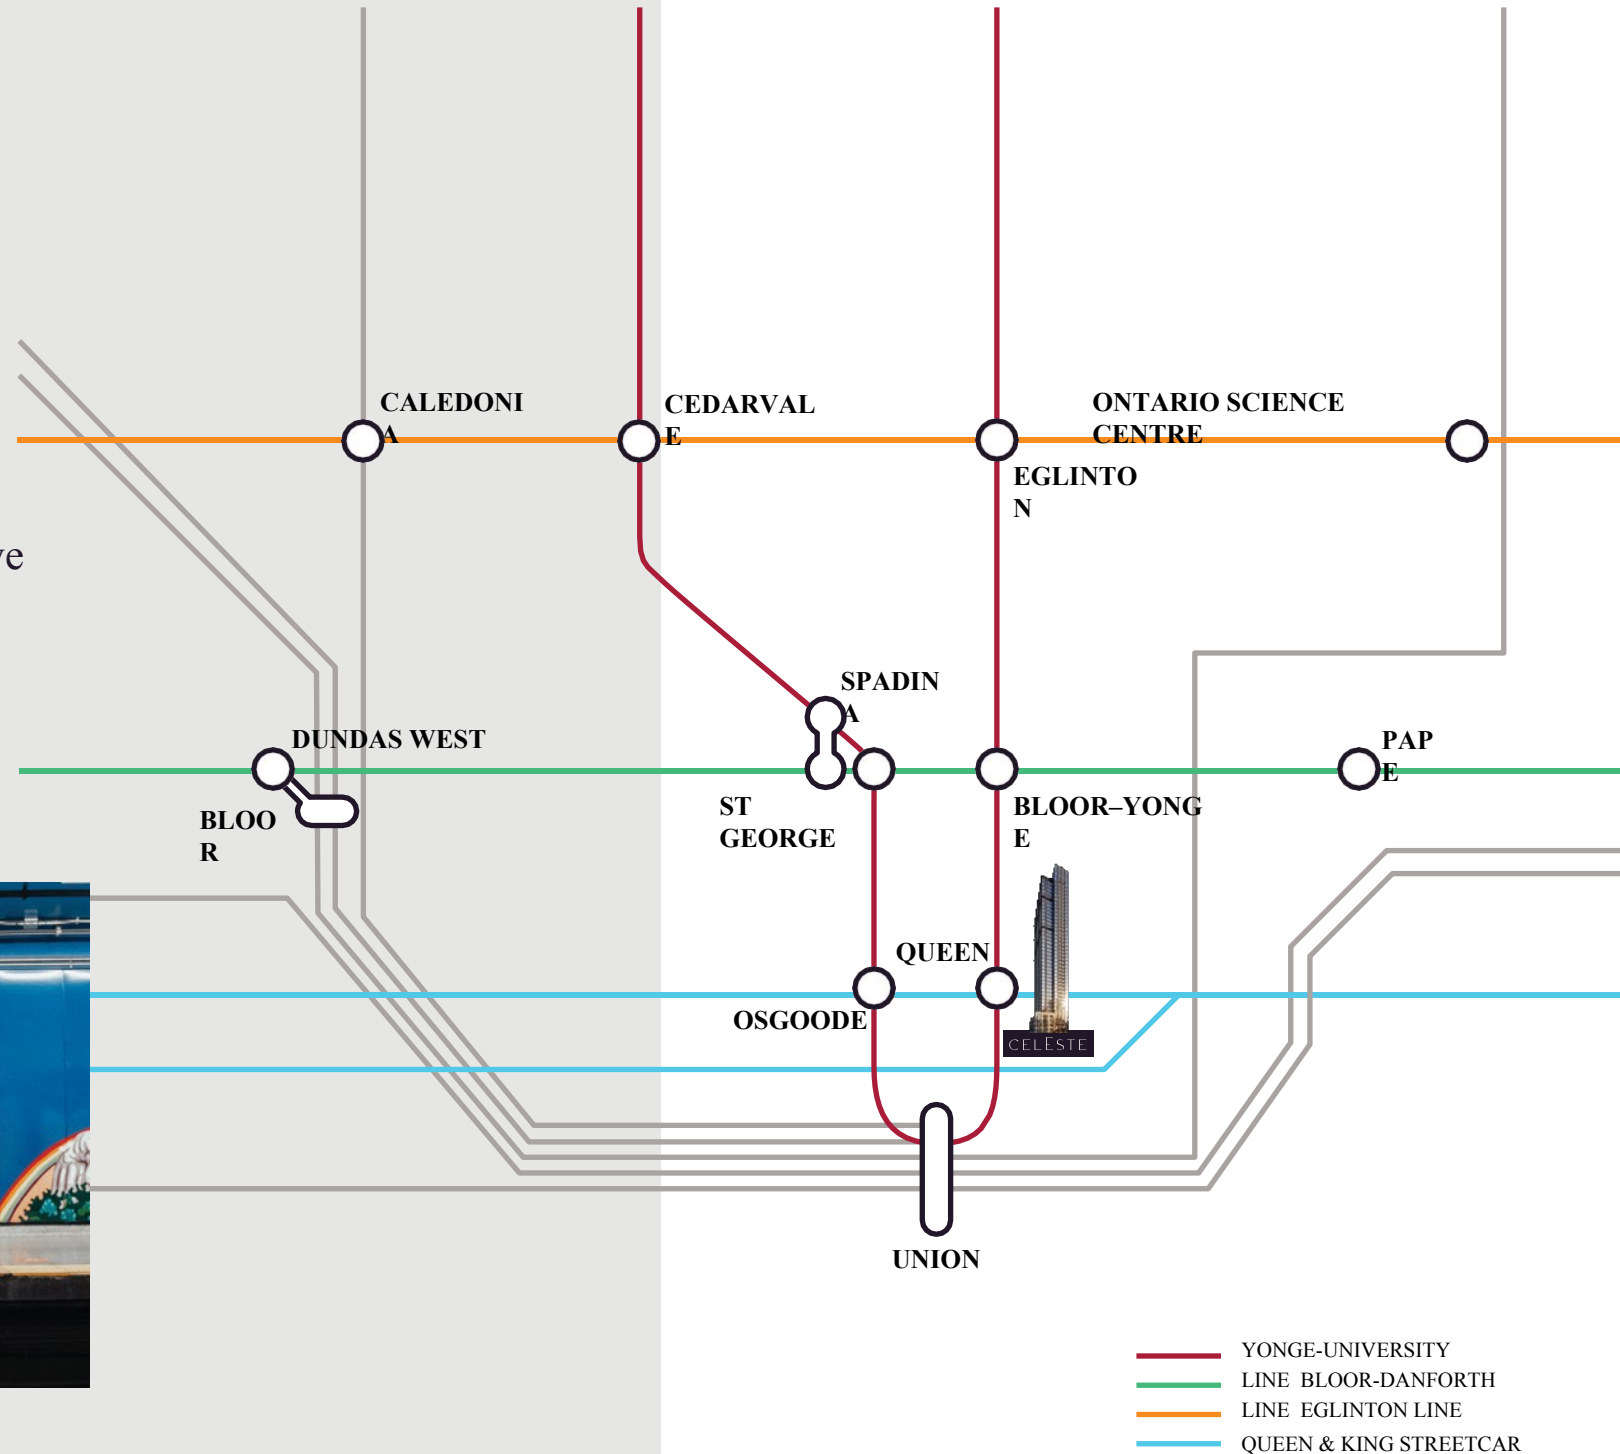 CALEDONI
A
CEDARVAL
E
ONTARIO SCIENCE
CENTRE
EGLINTO
N
SPADIN
A
DUNDAS WEST
PAP
E
BLOO
R
ST
GEORGE
BLOOR–YONG
E
QUEEN
OSGOODE
CELESTE
UNION
YONGE-UNIVERSITY
LINE BLOOR-DANFORTH
LINE EGLINTON LINE
QUEEN & KING STREETCAR